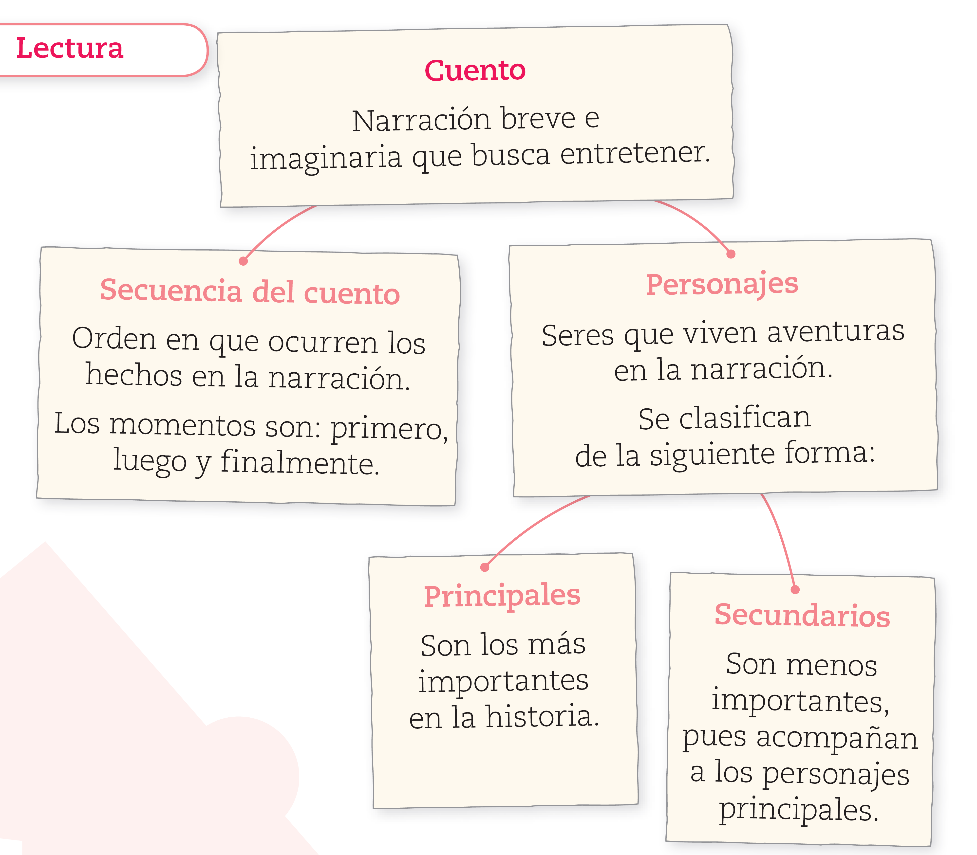 Lectura
Cuento
Narración breve e
imaginaria que busca entretener.
Secuencia del cuento
Orden en que ocurren los
hechos en la narración.
Los momentos son: primero,
luego y finalmente.
Personajes
Seres que viven aventuras
en la narración.
Se clasifican
de la siguiente forma:
Principales
Son los más
importantes
en la historia.
Secundarios
Son menos
importantes,
pues acompañan
a los personajes
principales.